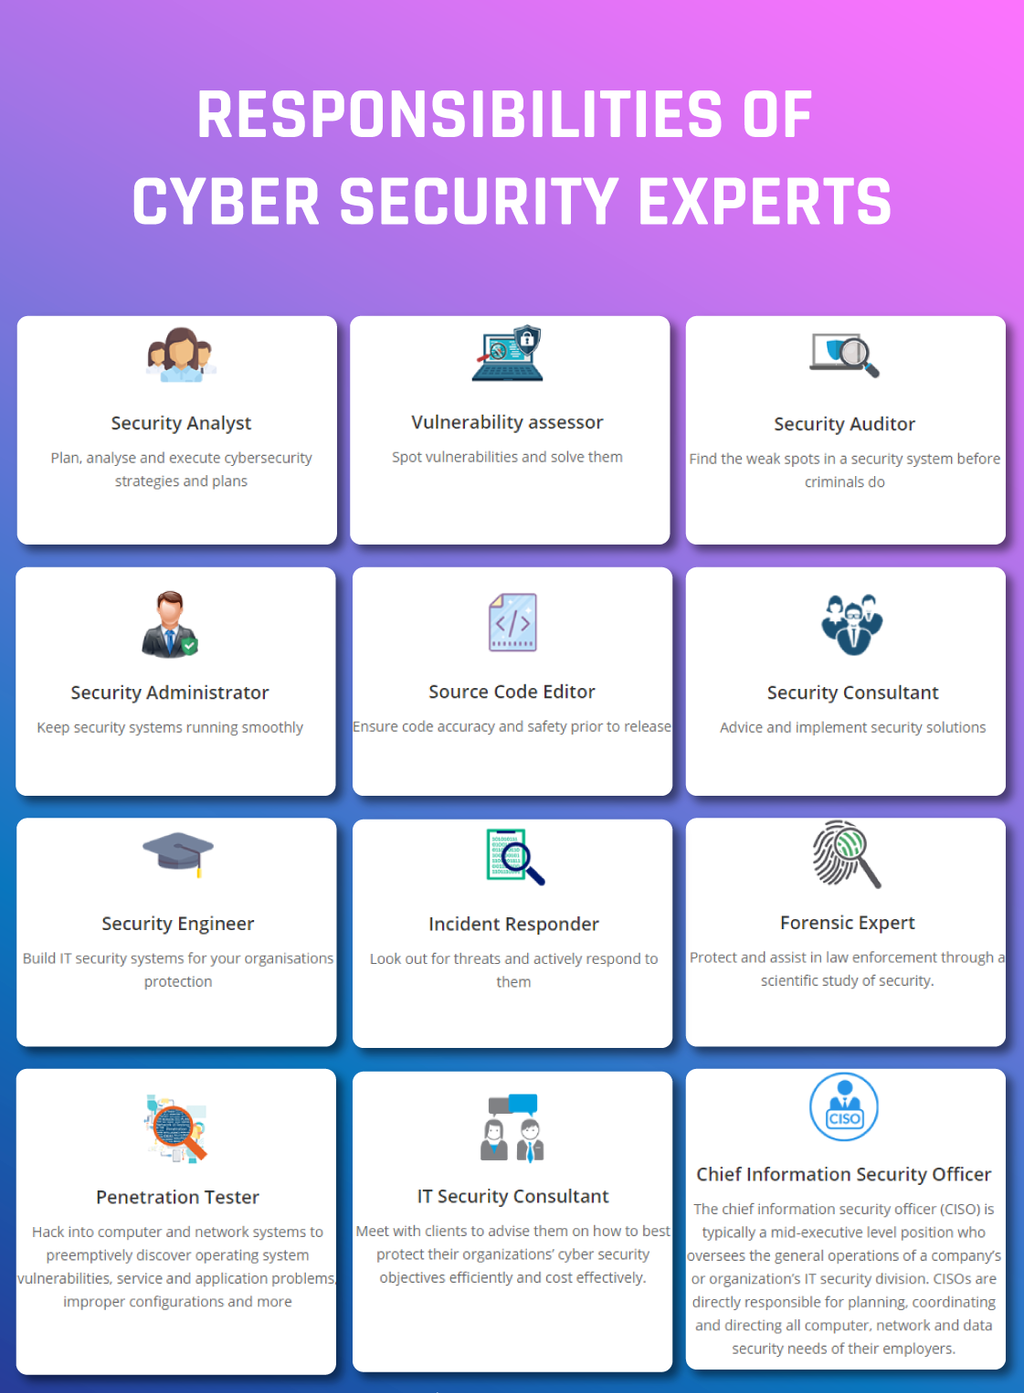 RESPONSIBILITIES OF
CYBER SECURITY EXPERTS
Security Analyst
Plan, analyse and execute cybersecurity
strategies and plans
Vulnerability assessor
Spot vulnerabilities and solve them
Security Auditor
Find the weak spots in a security system before
criminals do
Security Administrator
Keep security systems running smoothly
Source Code Editor
Ensure code accuracy and safety prior to release
Security Consultant
Advice and implement security solutions
Security Engineer
Build IT security systems for your organisations
protection
Incident Responder
Look out for threats and actively respond to
them
Forensic Expert
Protect and assist in law enforcement through a
scientific study of security.
Penetration Tester
Hack into computer and network systems to
preemptively discover operating system
vulnerabilities, service and application problems,
improper configurations and more
IT Security Consultant
Meet with clients to advise them on how to best
protect their organizations’ cyber security
objectives efficiently and cost effectively.
CISO
Chief Information Security Officer
The chief information security officer (CISO) is
typically a mid-executive level position who
oversees the general operations of a company’s
or organization’s IT security division. CISOs are
directly responsible for planning, coordinating
and directing all computer, network and data
security needs of their employers.